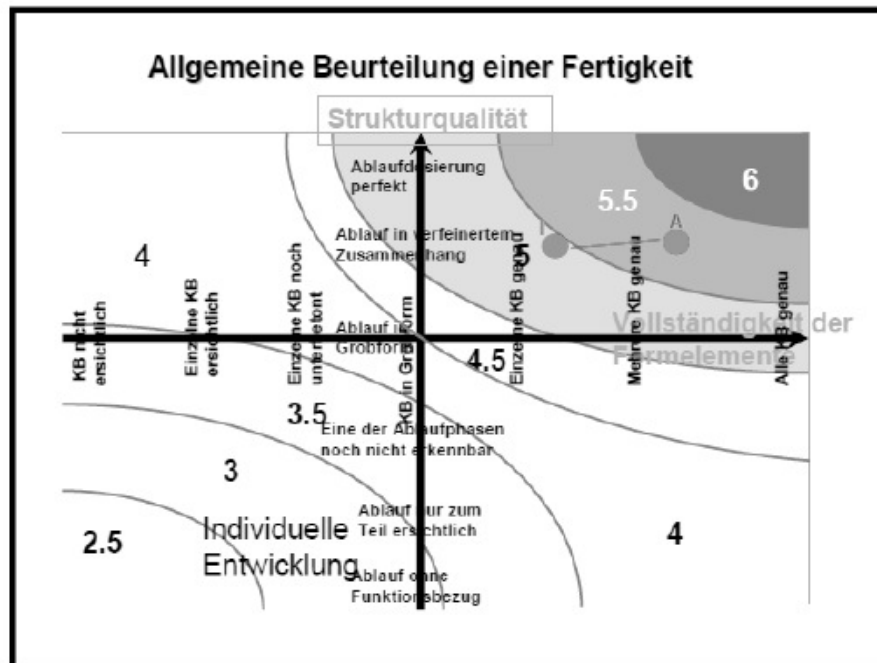 Allgemeine Beurteilung einer Fertigkeit
Strukturqualität
Ablaufdosierung
perfekt
6
5.5
A
Ablauf in verfeinertem
Zusammenhang
5
4
KB nicht
ersichtlich
Einzelne KB
ersichtlich
Einzelne KB noch
unterbetont
Ablauf in
Grobform
KB in Grobform
Einzelne KB genau
Mehrere KB genau
Alle KB genau
Vollständigkeit der
Formelemente
4.5
3.5
Eine der Ablaufphasen
noch nicht erkennbar
3
Ablauf nur zum
Teil ersichtlich
Individuelle
Entwicklung
2.5
4
Ablauf ohne
Funktionsbezug